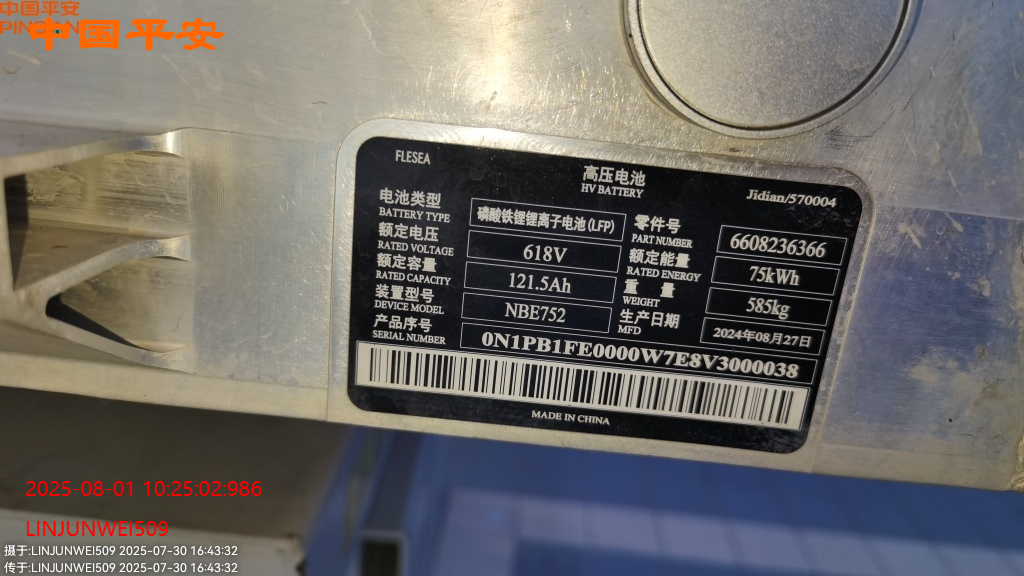 中国平安
中国平安
FLESEA
高压电池
HV BATTERY
Jidian/570004
电池类型
BATTERY TYPE
磷酸铁锂锂离子电池(LFP)
零件号
PART NUMBER
6608236366
额定电压
RATED VOLTAGE
618V
额定能量
RATED ENERGY
75kWh
额定容量
RATED CAPACITY
121.5Ah
重 量
WEIGHT
585kg
装置型号
DEVICE MODEL
NBE752
生产日期
MFD
2024年08月27日
产品序号
SERIAL NUMBER
0N1PB1FE0000W7E8V3000038
MADE IN CHINA
2025-08-01 10:25:02:986
LINJUNWEI509
摄于:LINJUNWEI509 2025-07-30 16:43:32
传于:LINJUNWEI509 2025-07-30 16:43:32